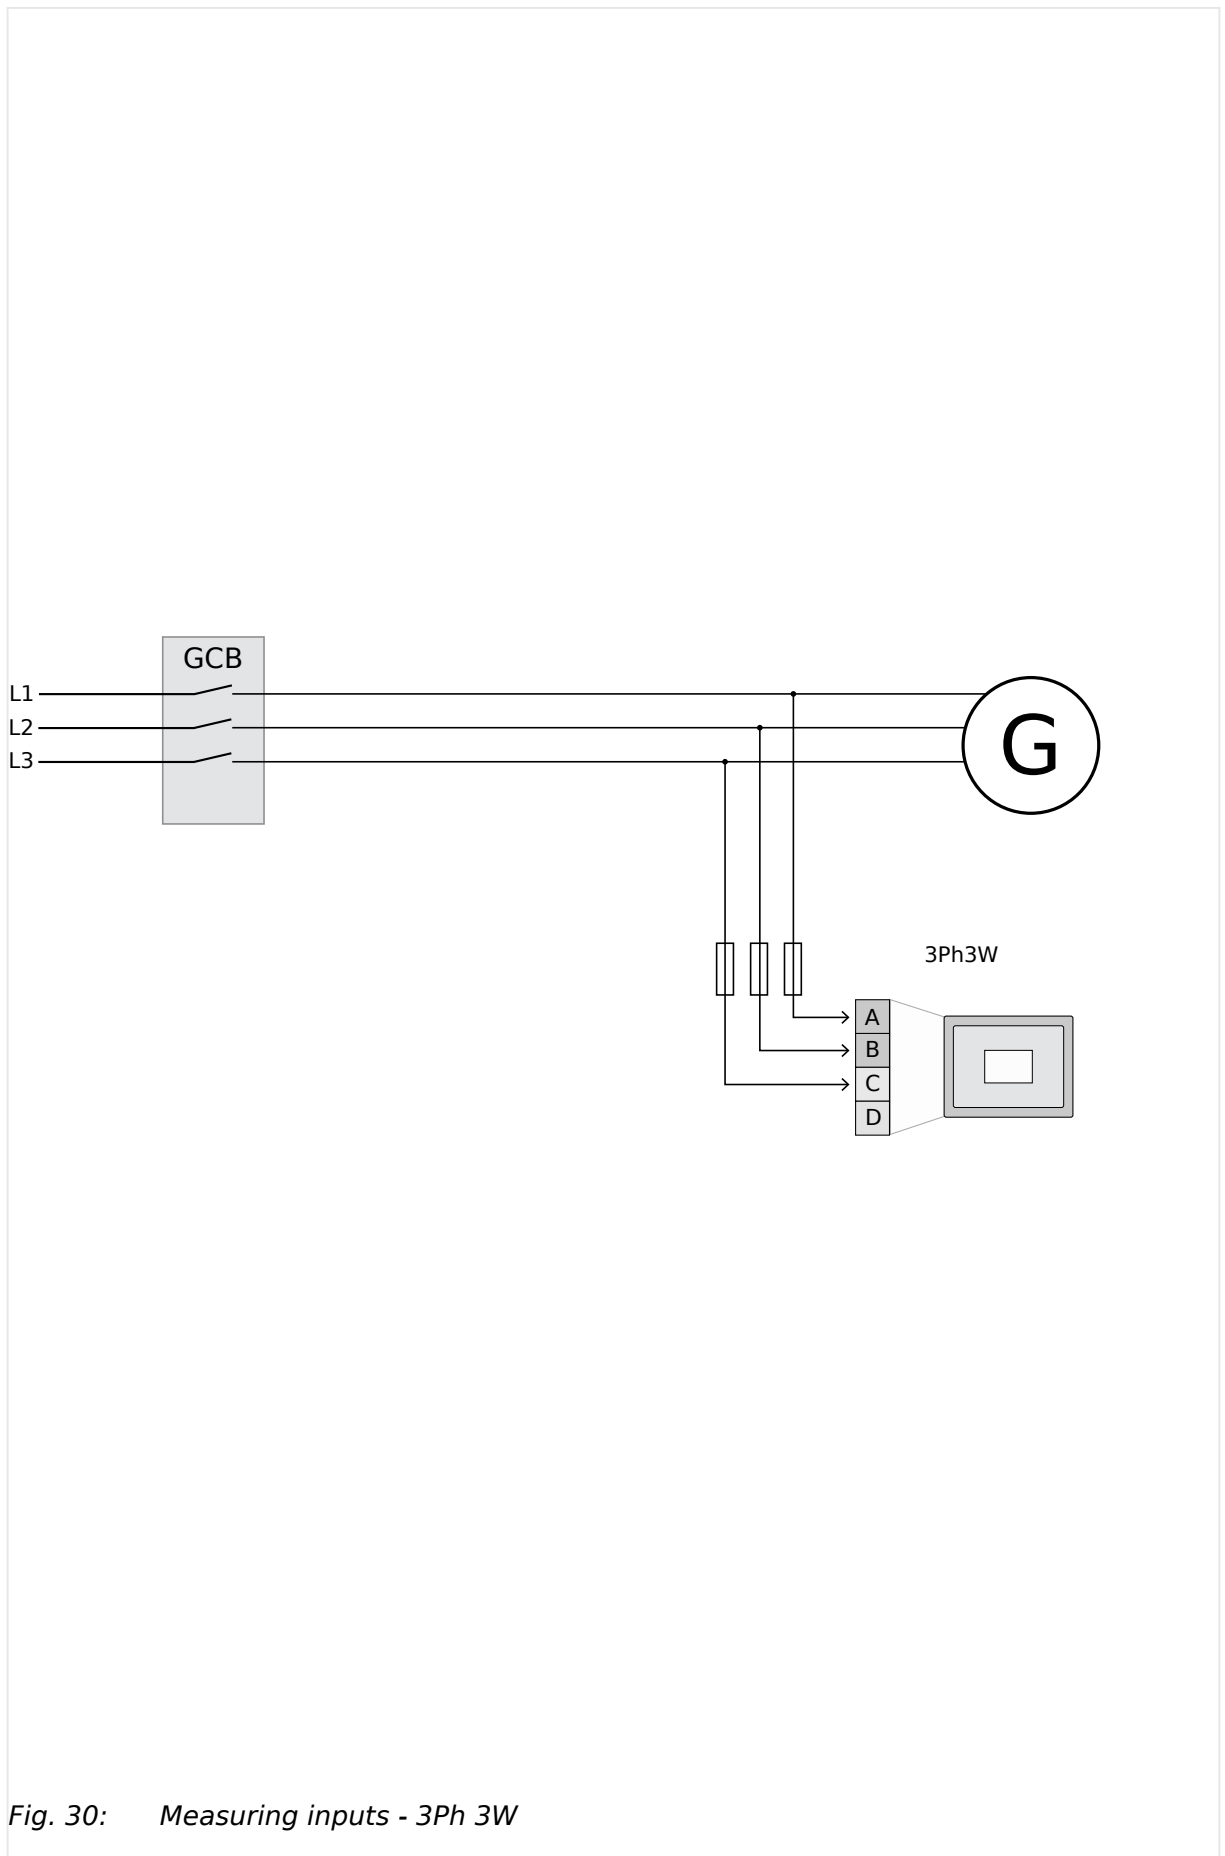 GCB
L1
L2
L3
G
3Ph3W
A
B
C
D
Fig. 30: Measuring inputs - 3Ph 3W